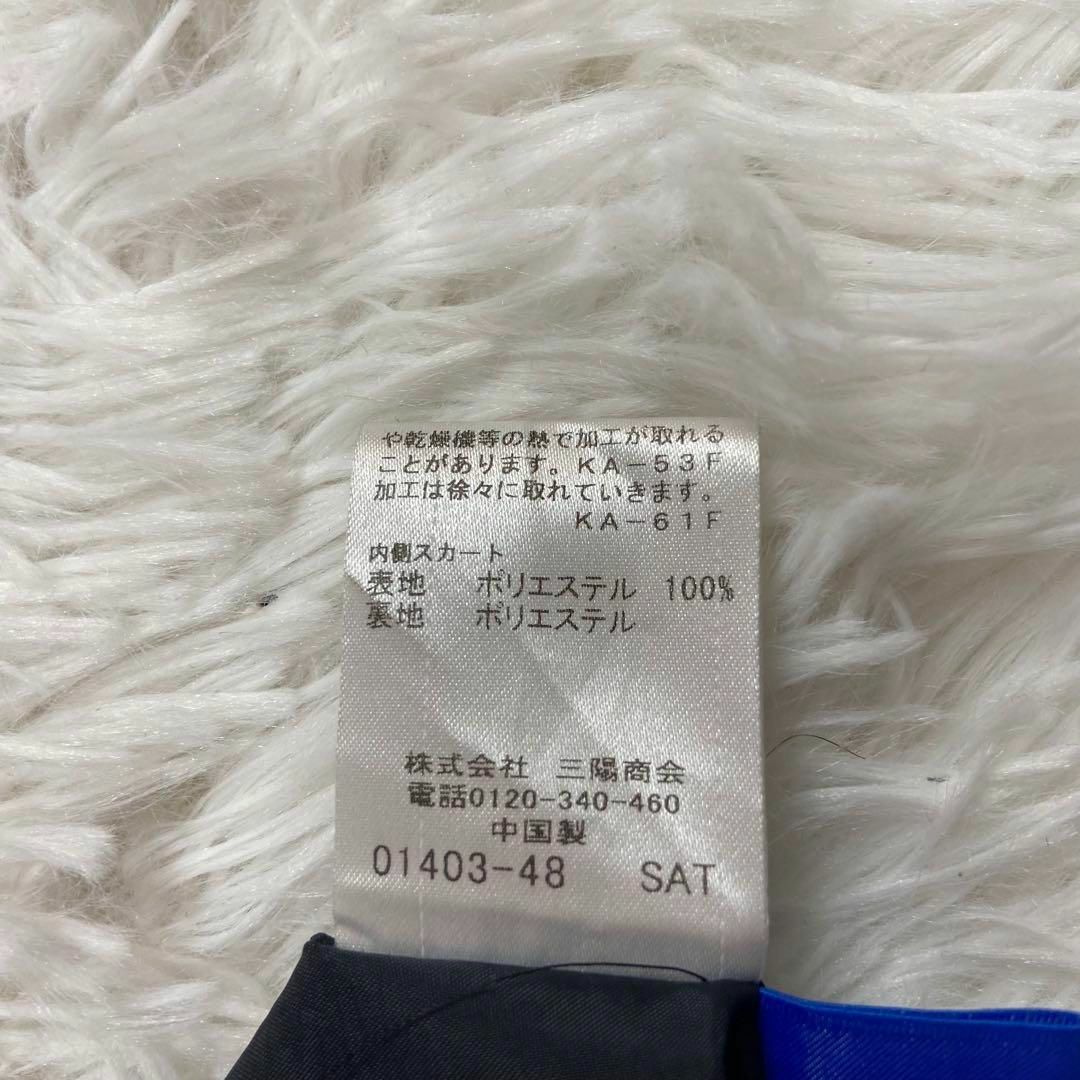 や乾燥機等の熱で加工が取れる
ことがあります。KA-53F
加工は徐々に取れていきます。
KA-61F
内側スカート
表地 ポリエステル 100%
裏地 ポリエステル
株式会社 三陽商会
電話0120-340-460
中国製
01403-48 SAT